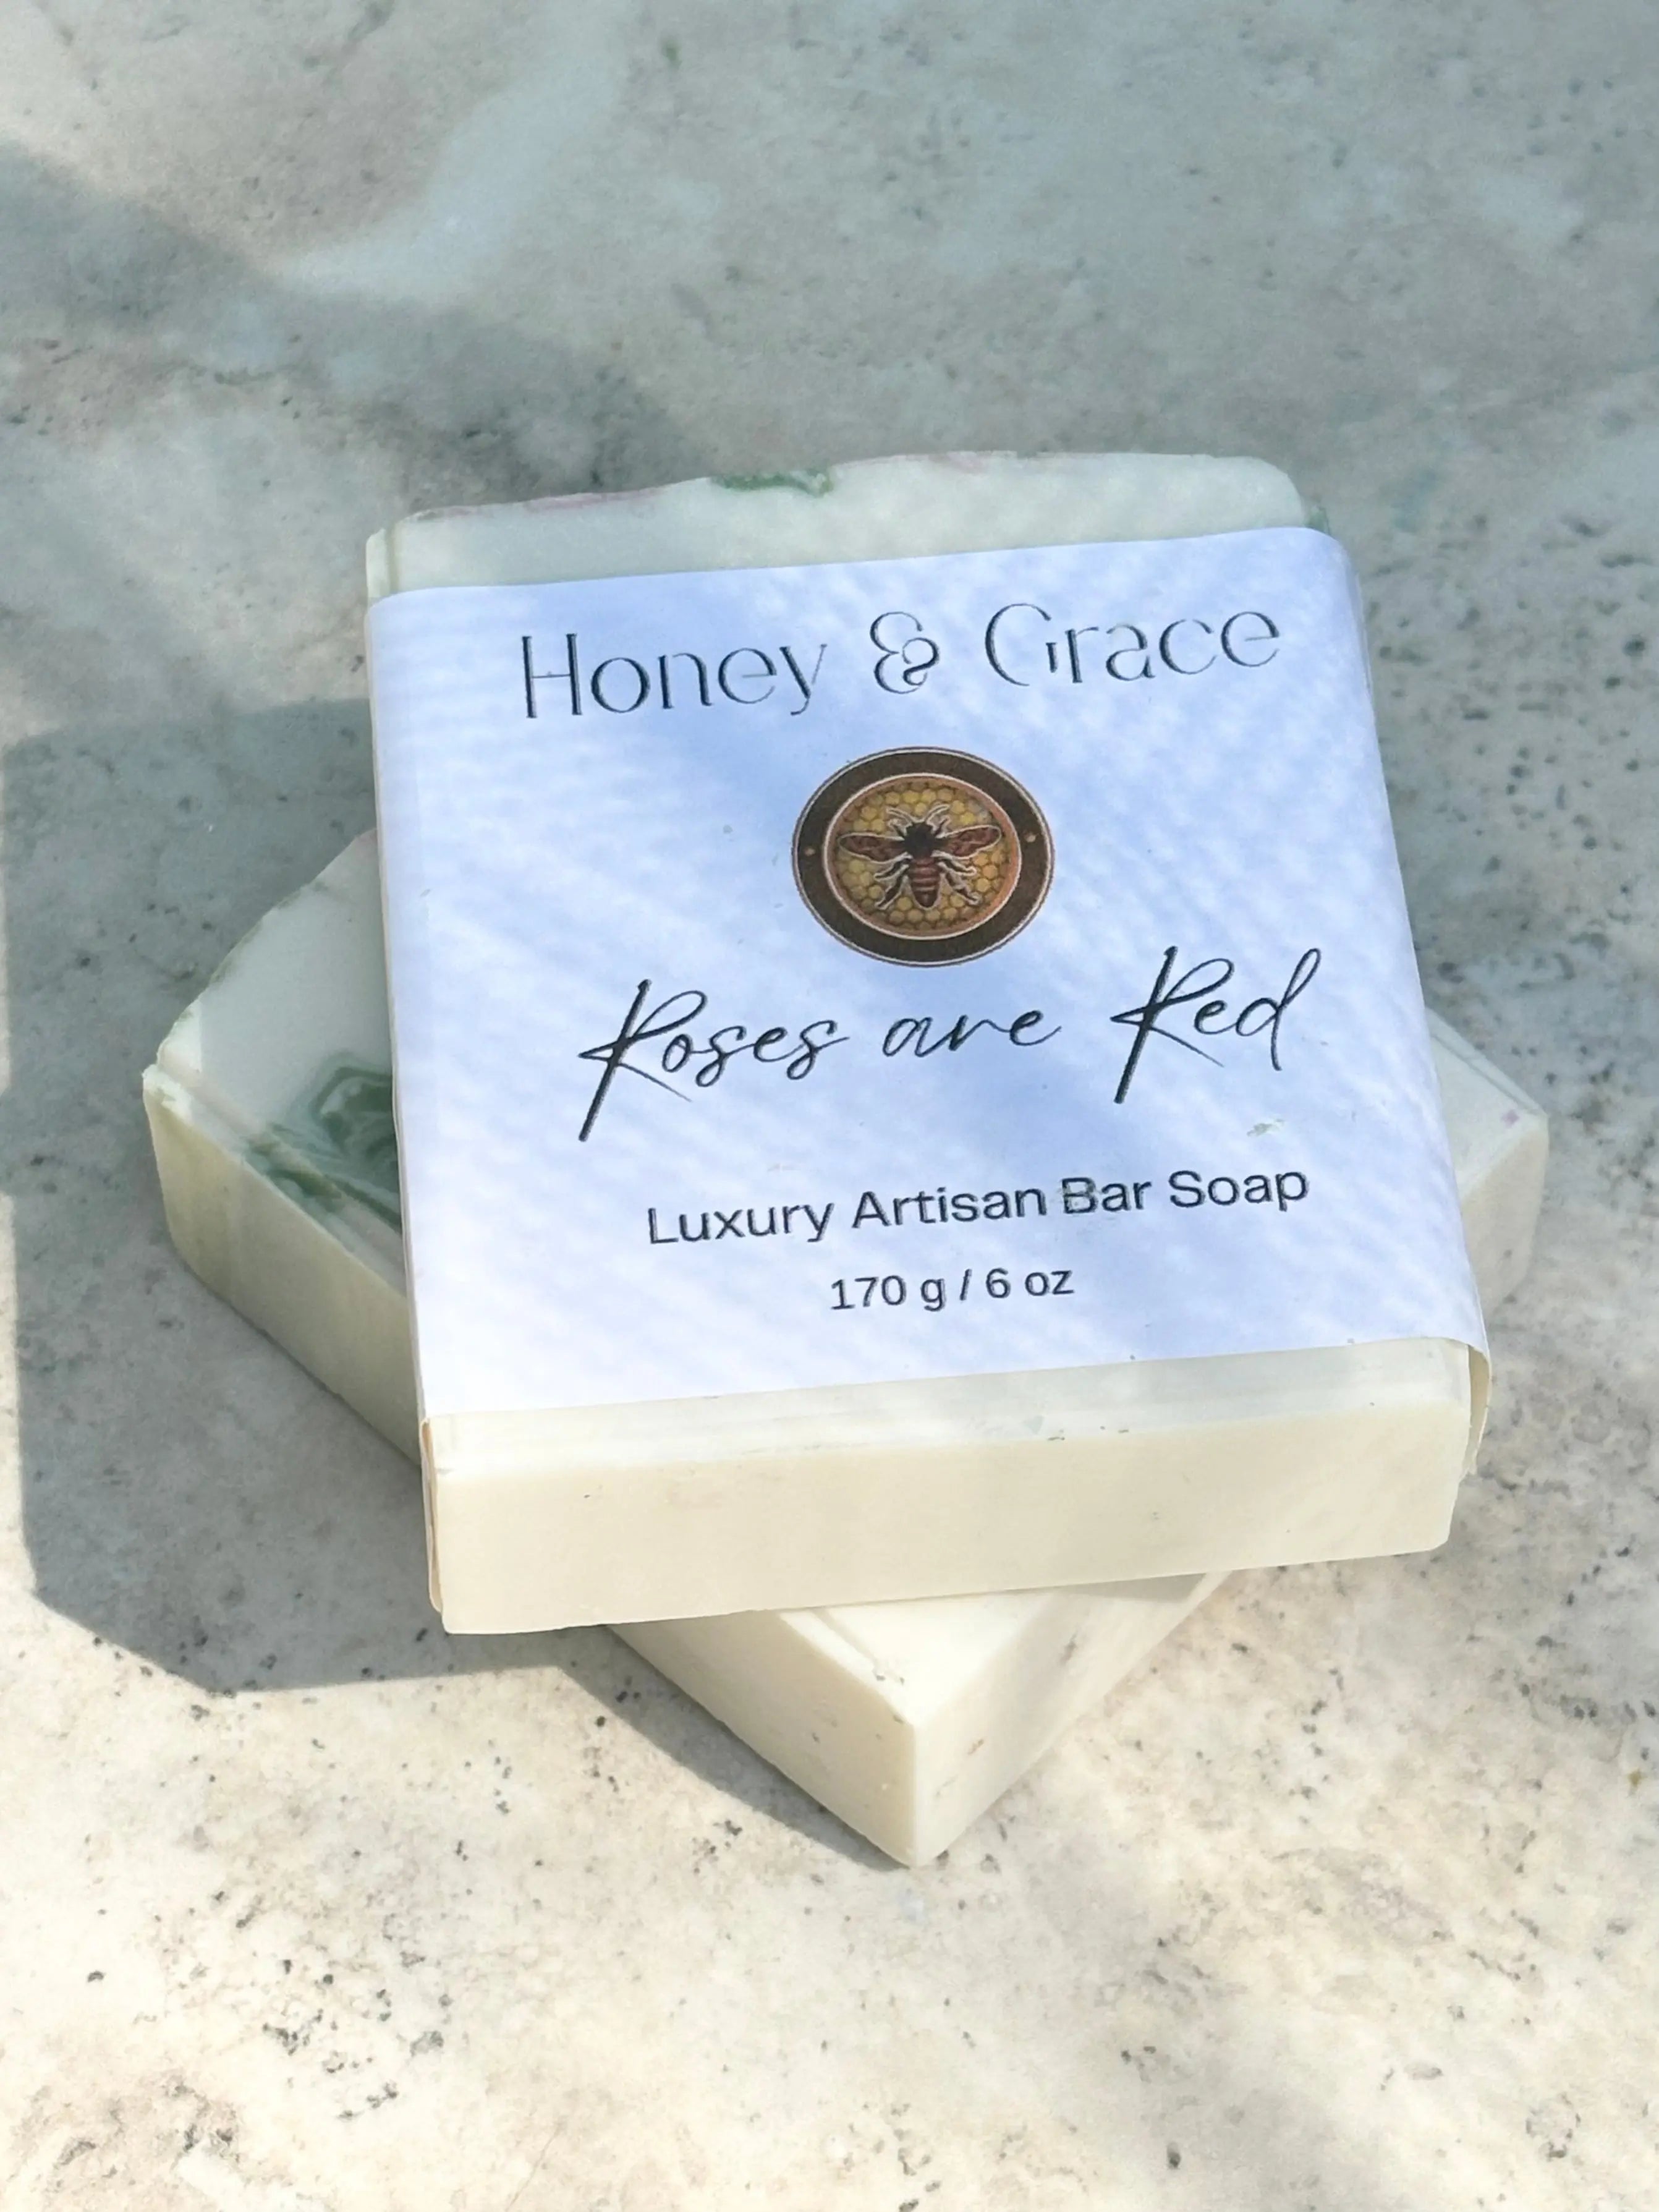 Honey & Grace
Roses are Red
Luxury Artisan Bar Soap
170 g / 6 oz